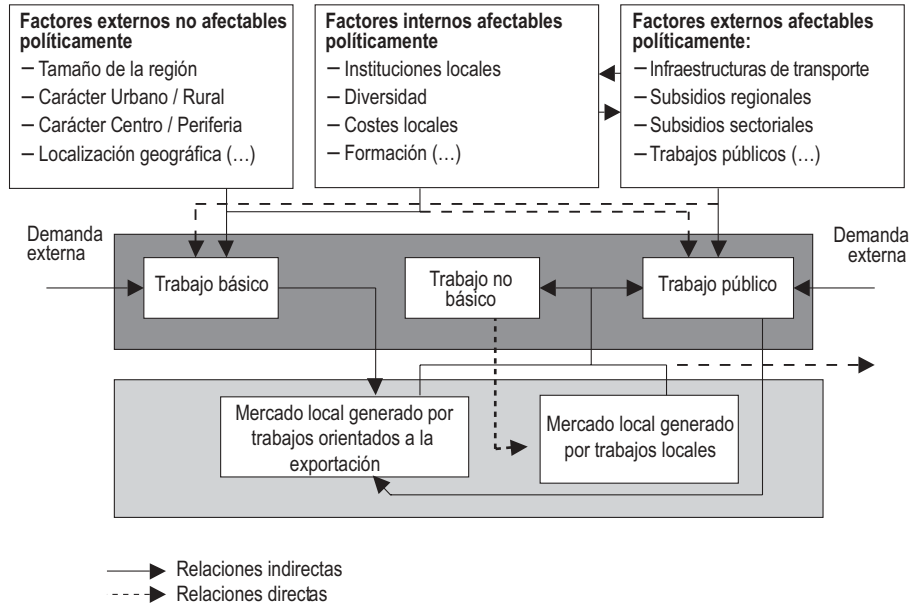 Factores externos no afectables
políticamente
– Tamaño de la región
– Carácter Urbano / Rural
– Carácter Centro / Periferia
– Localización geográfica (…)
Factores internos afectables
políticamente
– Instituciones locales
– Diversidad
– Costes locales
– Formación (…)
Factores externos afectables
políticamente:
– Infraestructuras de transporte
– Subsidios regionales
– Subsidios sectoriales
– Trabajos públicos (…)
Demanda
externa
Trabajo básico
Trabajo no
básico
Trabajo público
Demanda
externa
Mercado local generado por
trabajos orientados a la
exportación
Mercado local generado
por trabajos locales
Relaciones indirectas
Relaciones directas